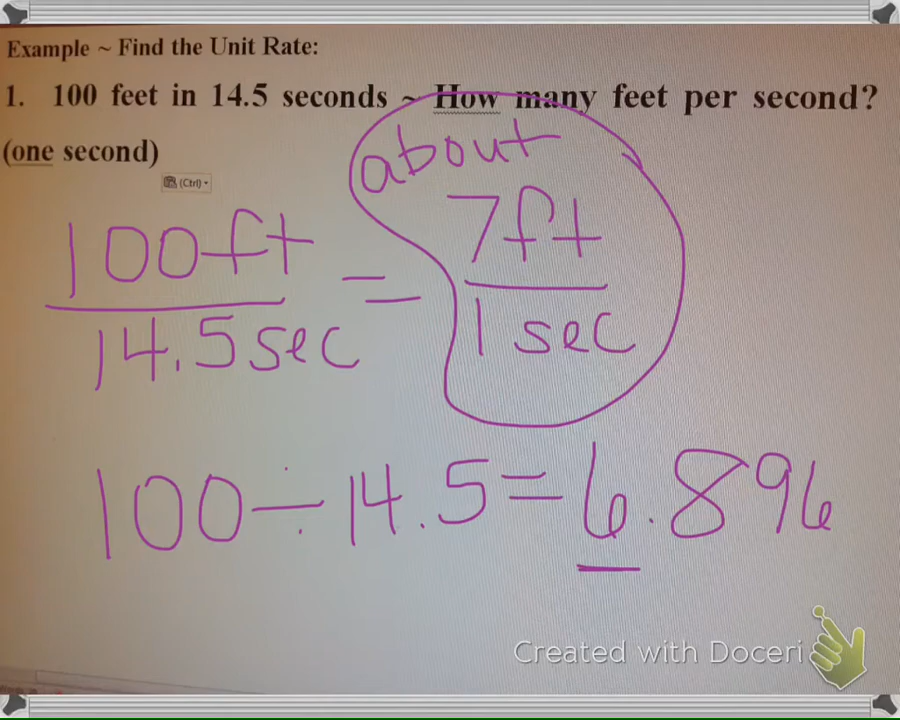 Example ~ Find the Unit Rate:
1. 100 feet in 14.5 seconds ~ How many feet per second?
(one second)
(Ctrl)
about
100ft = 7ft
14.5sec 1 sec
100÷14.5=6.896
Created with Doceri